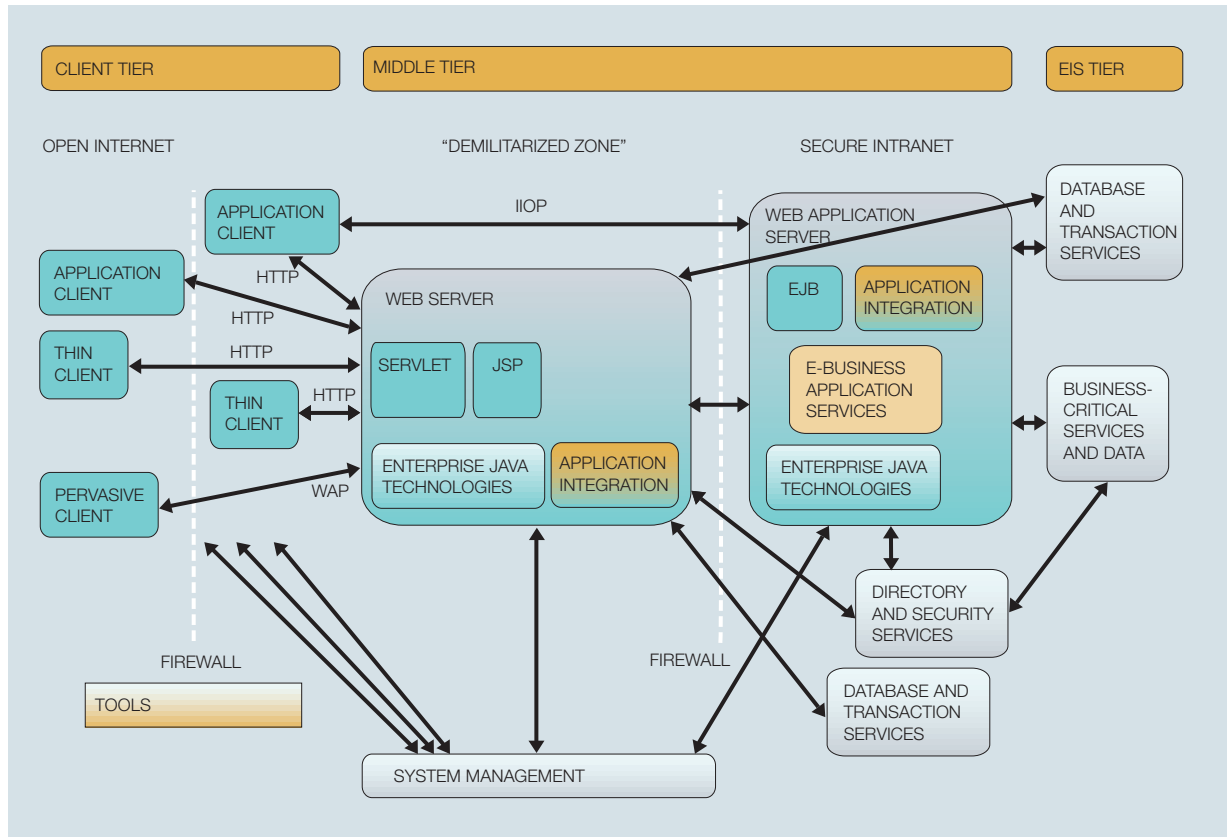 CLIENT TIER
MIDDLE TIER
EIS TIER
OPEN INTERNET
“DEMILITARIZED ZONE”
SECURE INTRANET
APPLICATION
CLIENT
IIOP
WEB APPLICATION
SERVER
DATABASE
AND
TRANSACTION
SERVICES
APPLICATION
CLIENT
HTTP
HTTP
WEB SERVER
EJB
APPLICATION
INTEGRATION
THIN
CLIENT
HTTP
SERVLET
JSP
E-BUSINESS
APPLICATION
SERVICES
THIN
CLIENT
HTTP
BUSINESS-
CRITICAL
SERVICES
AND DATA
PERVASIVE
CLIENT
WAP
ENTERPRISE JAVA
TECHNOLOGIES
APPLICATION
INTEGRATION
ENTERPRISE JAVA
TECHNOLOGIES
DIRECTORY
AND SECURITY
SERVICES
FIREWALL
FIREWALL
TOOLS
DATABASE AND
TRANSACTION
SERVICES
SYSTEM MANAGEMENT